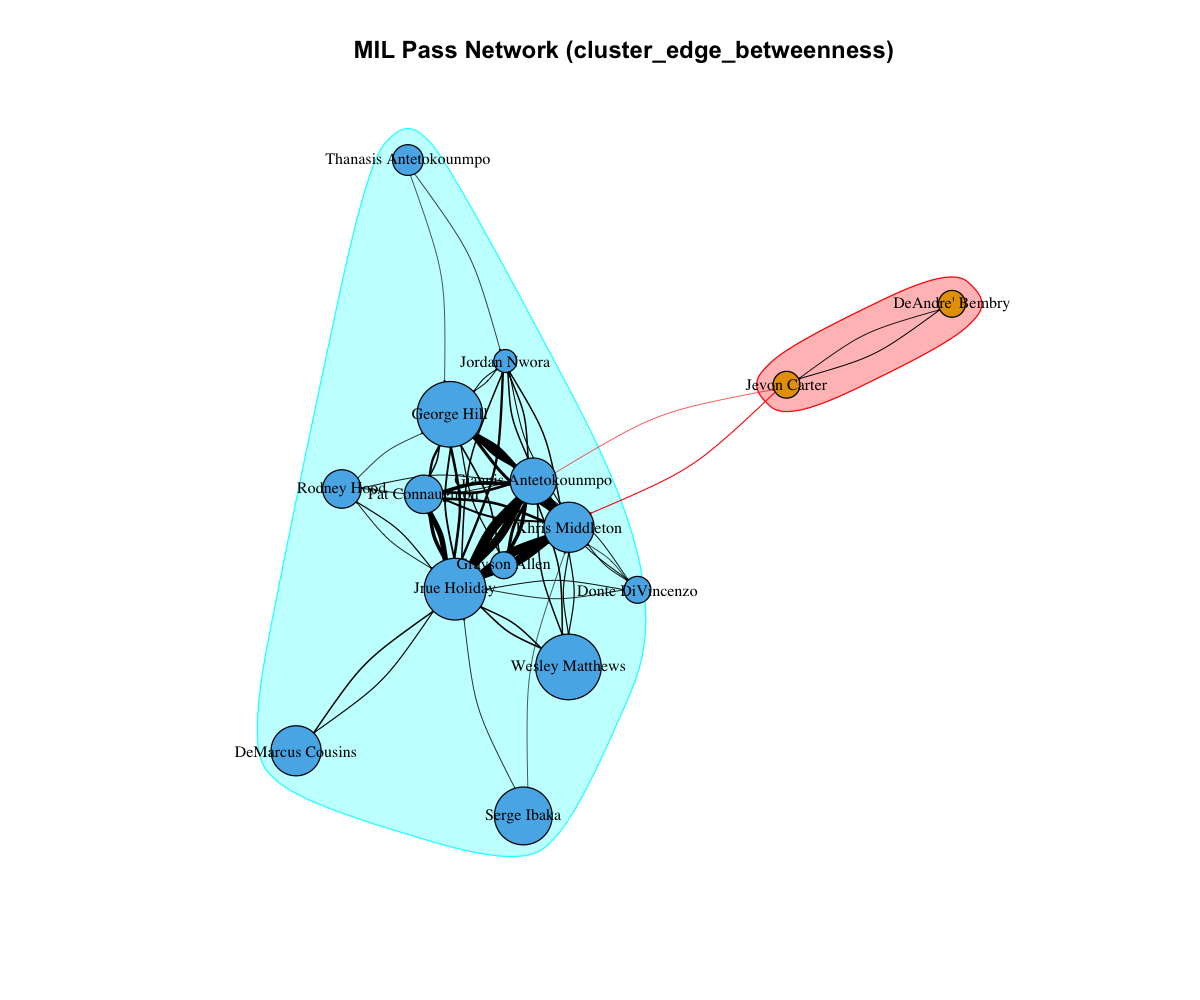 MIL Pass Network (cluster_edge_betweenness)
Thanasis Antetokounmpo
DeAndre' Bembry
Jordan Nwora
Jevon Carter
George Hill
Giannis Antetokounmpo
Rodney Hood
Pat Connaughton
Khris Middleton
Grayson Allen
Jrue Holiday
Donte DiVincenzo
Wesley Matthews
DeMarcus Cousins
Serge Ibaka